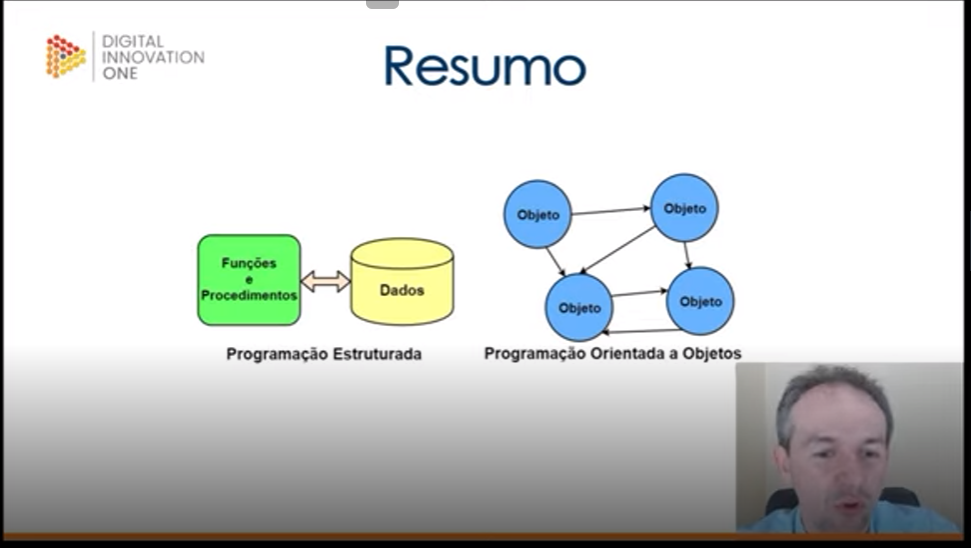 DIGITAL
INNOVATION
ONE
Resumo
Funções
e
Procedimentos
Dados
Programação Estruturada
Objeto
Objeto
Objeto
Objeto
Programação Orientada a Objetos